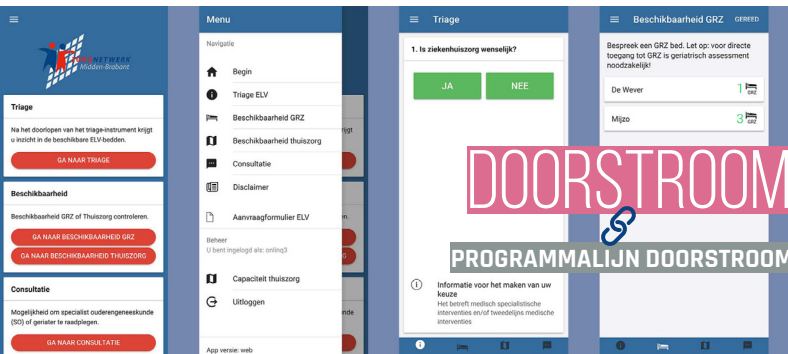 NETWERK
Midden-Brabant
Triage
Na het doorlopen van het triage-instrument krijgt
u inzicht in de beschikbare ELV-bedden.
GA NAAR TRIAGE
Beschikbaarheid
Beschikbaarheid GRZ of Thuiszorg controleren.
GA NAAR BESCHIKBAARHEID GRZ
GA NAAR BESCHIKBAARHEID THUISZORG
Consultatie
Mogelijkheid om specialist ouderengeneeskunde
(SO) of geriater te raadplegen.
GA NAAR CONSULTATIE
Menu
Navigatie
Begin
Triage ELV
Beschikbaarheid GRZ
Beschikbaarheid thuiszorg
Consultatie
Disclaimer
Aanvraagformulier ELV
Beheer
U bent ingelogd als: onlinq3
Capaciteit thuiszorg
Uitloggen
App versie: web
Triage
1. Is ziekenhuiszorg wenselijk?
JA
NEE
Informatie voor het maken van uw
keuze
Het betreft medisch specialistische
interventies en/of tweedelijns medische
interventies
Beschikbaarheid GRZ
GEREED
Bespreek een GRZ bed. Let op: voor directe
toegang tot GRZ is geriatrisch assessment
noodzakelijk!
De Wever
1 GRZ
Mijzo
3 GRZ
DOORSTROOM
PROGRAMMALIJN DOORSTROOM